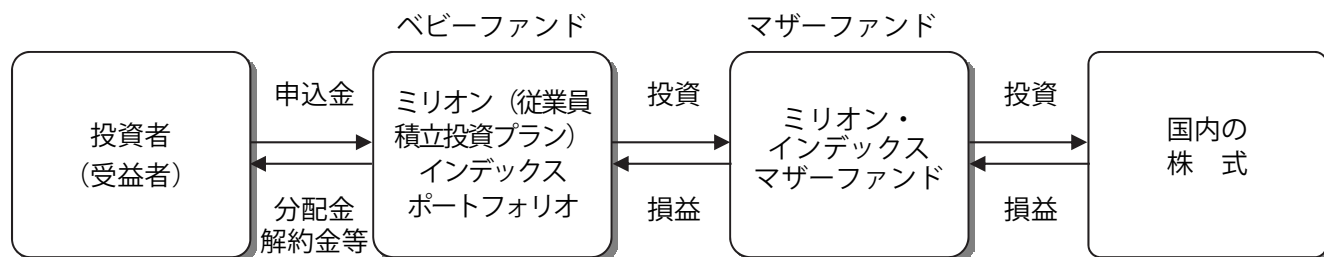 ベビーファンド
マザーファンド
投資者
（受益者）
申込金
分配金
解約金等
ミリオン（従業員
積立投資プラン）
インデックス
ポートフォリオ
投資
損益
ミリオン・
インデックス
マザーファンド
投資
損益
国内の
株　式